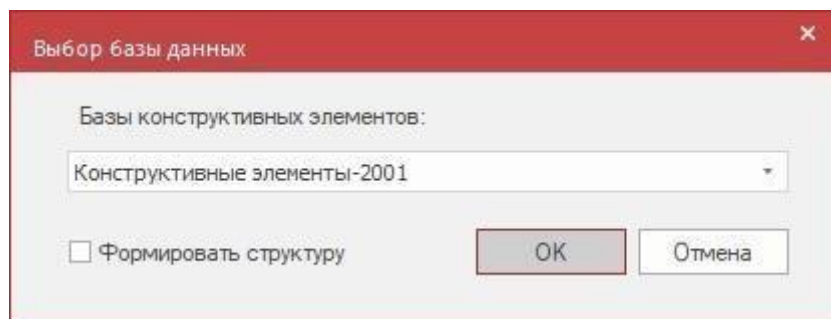 Выбор базы данных
Базы конструктивных элементов:
Конструктивные элементы-2001
Формировать структуру
OK
Отмена